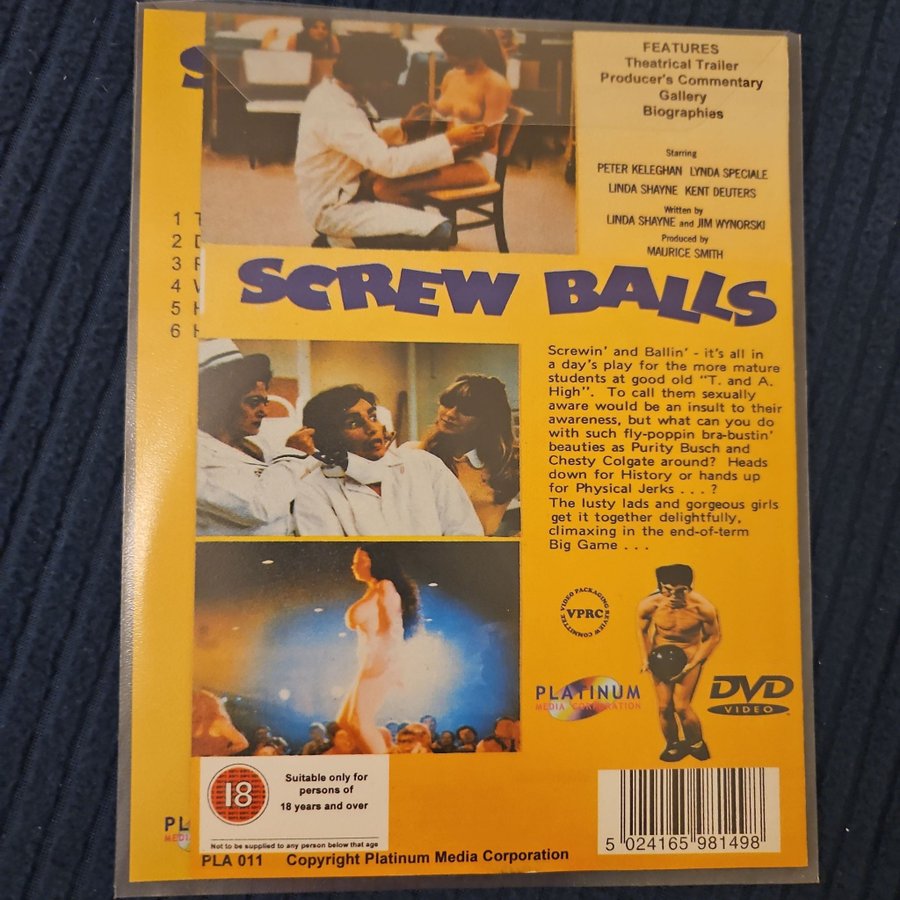 FEATURES
Theatrical Trailer
Producer's Commentary
Gallery
Biographies
Starring
PETER KELEGHAN LYNDA SPECIALE
LINDA SHAYNE KENT DEUTERS
Written by
LINDA SHAYNE and JIM WYNORSKI
Produced by
MAURICE SMITH
S
1 T
2 D
3 F
4 V
5 H
6 H
SCREW BALLS
Screwin' and Ballin' - it's all in
a day's play for the more mature
students at good old "T. and A.
High". To call them sexually
aware would be an insult to their
awareness, but what can you do
with such fly-poppin bra-bustin'
beauties as Purity Busch and
Chesty Colgate around? Heads
down for History or hands up
for Physical Jerks . . . ?
The lusty lads and gorgeous girls
get it together delightfully,
climaxing in the end-of-term
Big Game . . .
VIDEO PACKAGING
VPRC
REVIEW COMMITTEE
PLATINUM
MEDIA CORPORATION
DVD
VIDEO
18
Suitable only for
persons of
18 years and over
Not to be supplied to any person below that age
PL
MEDI
PLA 011 Copyright Platinum Media Corporation
5 024165 981498